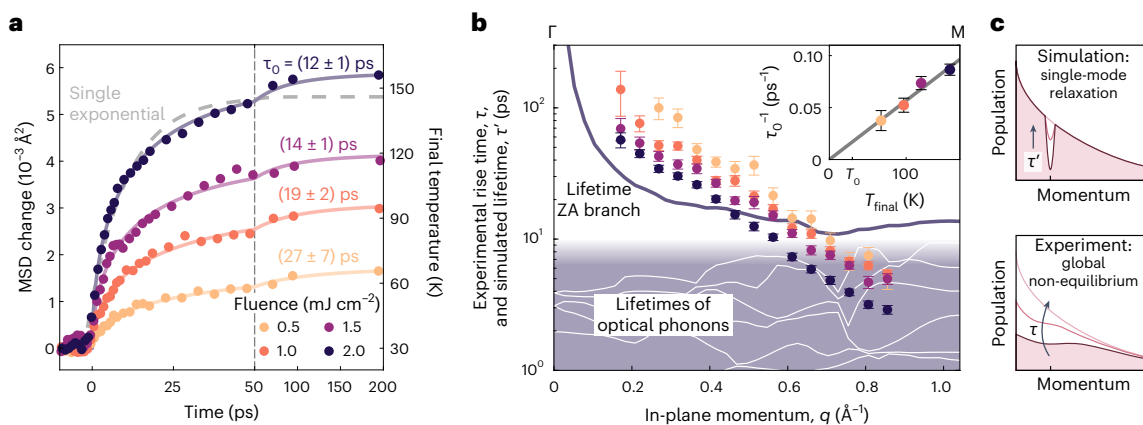 a
MSD change (10⁻³ Å²)
6
5
4
3
2
1
0
τ₀ = (12 ± 1) ps
Single
exponential
(14 ± 1) ps
(19 ± 2) ps
(27 ± 7) ps
Fluence (mJ cm⁻²)
0.5 1.5
1.0 2.0
150
120
90
60
30
Final temperature (K)
0 25 50 100 150 200
Time (ps)
b
Experimental rise time, τ,
and simulated lifetime, τ′ (ps)
Γ M
10²
10¹
10⁰
Lifetime
ZA branch
Lifetimes of
optical phonons
0 0.2 0.4 0.6 0.8 1.0
In-plane momentum, q (Å⁻¹)
τ₀⁻¹ (ps⁻¹)
0.10
0.05
0
T₀ 100
T final (K)
c
Population
Simulation:
single-mode
relaxation
τ′
Momentum
Population
Experiment:
global
non-equilibrium
τ
Momentum